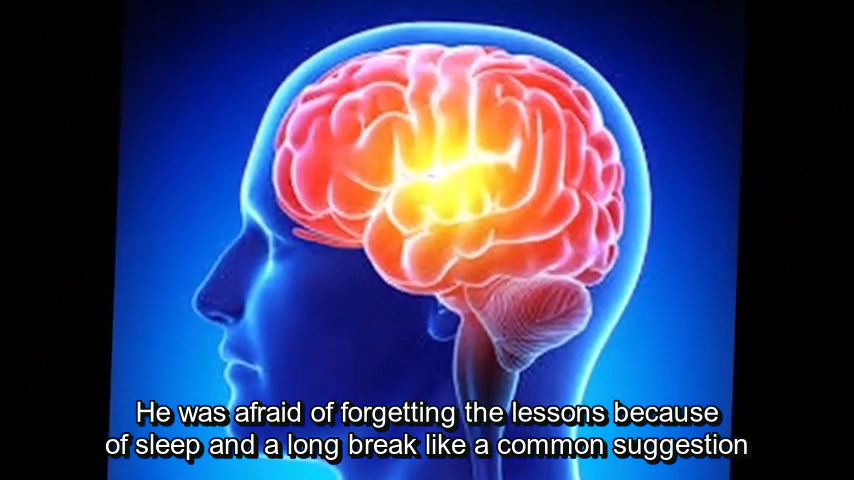 He was afraid of forgetting the lessons because
of sleep and a long break like a common suggestion